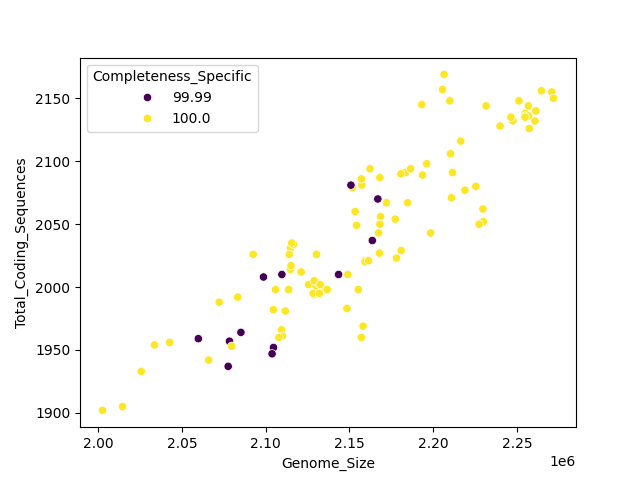 Completeness_Specific
99.99
100.0
Total_Coding_Sequences
2150
2100
2050
2000
1950
1900
2.00 2.05 2.10 2.15 2.20 2.25
1e6
Genome_Size